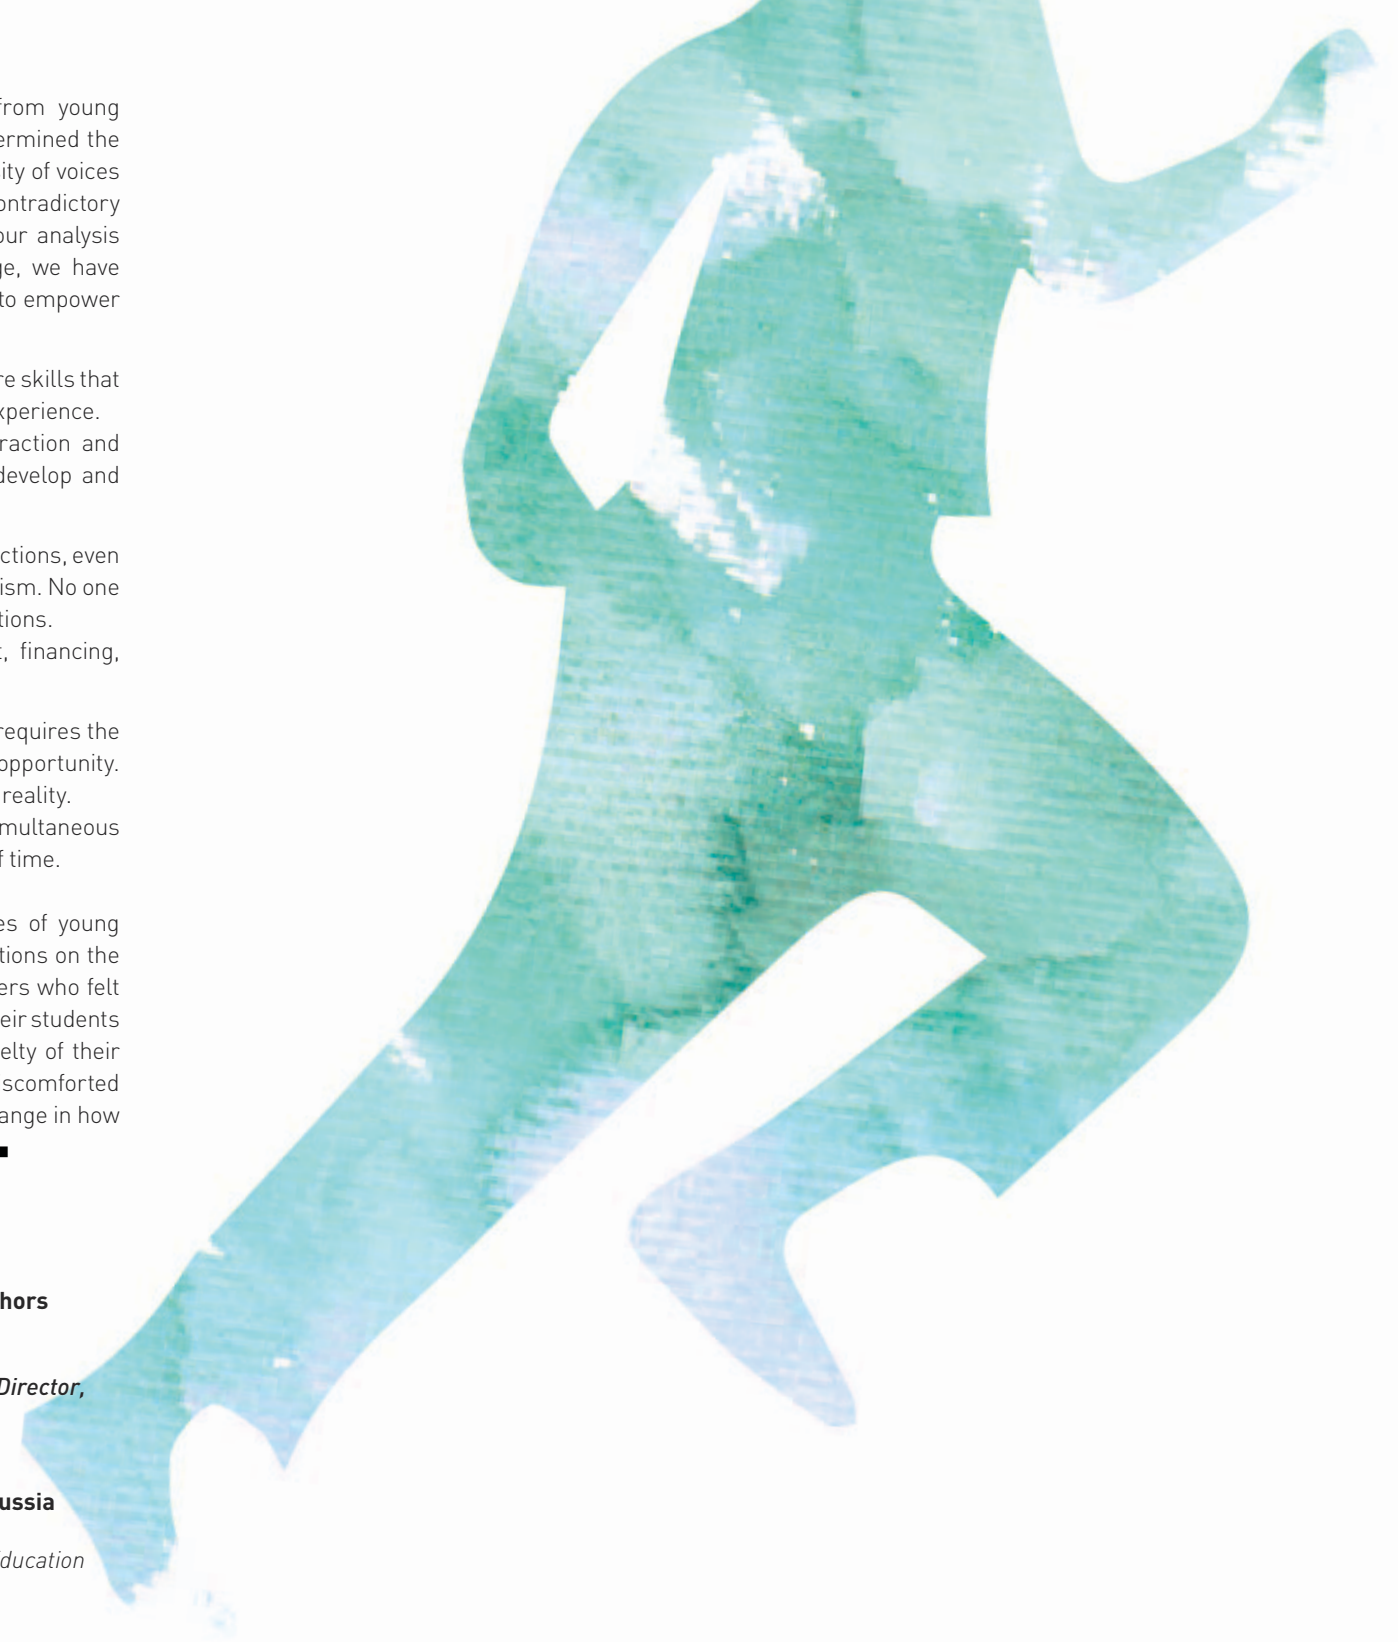 from young
ermined the
ity of voices
ontradictory
our analysis
ge, we have
to empower
re skills that
xperience.
raction and
develop and
ctions, even
ism. No one
tions.
t, financing,
requires the
opportunity.
reality.
multaneous
f time.
es of young
tions on the
ers who felt
eir students
elty of their
scomforted
ange in how
hors
Director,
ussia
Education